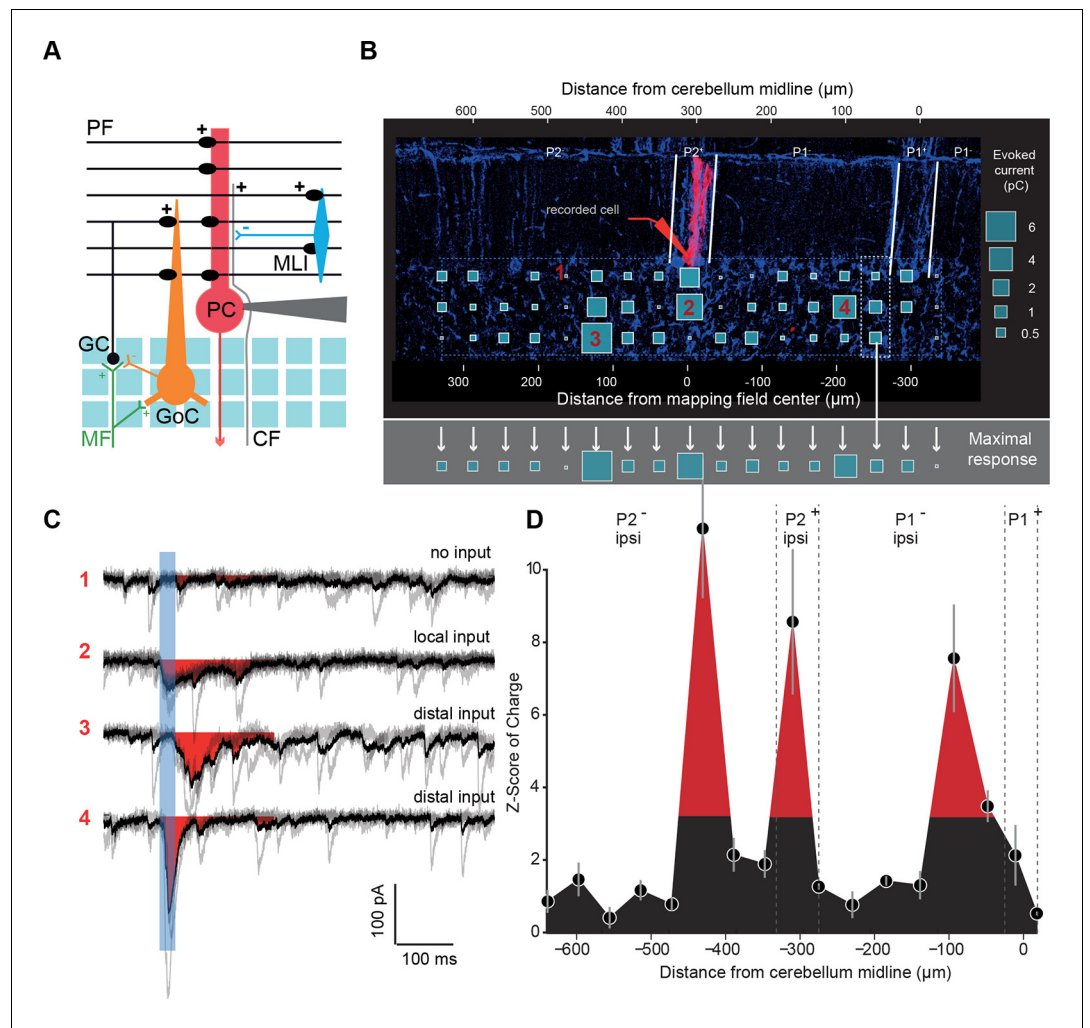 A
PF
+
+
+
+
-
MLI
PC
GC
-
+
+
GoC
MF
CF
B
Distance from cerebellum midline (µm)
600 500 400 300 200 100 0
P2⁻ P2⁺ P1⁻ P1⁺ P1⁻
recorded cell
1
2
3
4
Evoked
current
(pC)
6
4
2
1
0.5
300 200 100 0 -100 -200 -300
Distance from mapping field center (µm)
Maximal
response
C
no input
1
local input
2
distal input
3
distal input
4
100 pA
100 ms
D
P2⁻ P2⁺ P1⁻ P1⁺
ipsi ipsi ipsi
Z-Score of Charge
10
8
6
4
2
0
−600 −500 −400 −300 −200 −100 0
Distance from cerebellum midline (µm)